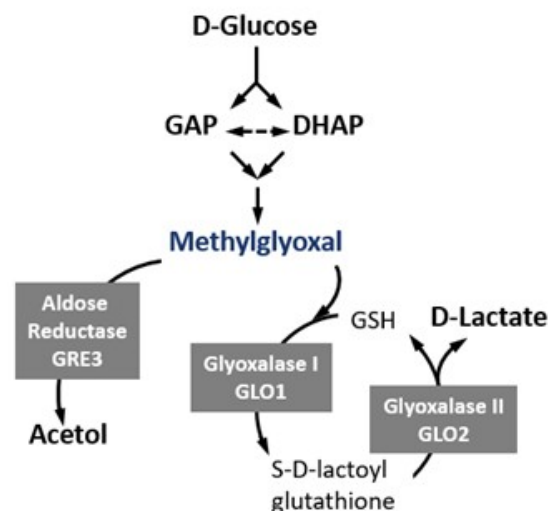 D-Glucose
GAP DHAP
Methylglyoxal
Aldose
Reductase
GRE3
Acetol
GSH
D-Lactate
Glyoxalase I
GLO1
Glyoxalase II
GLO2
S-D-lactoyl
glutathione